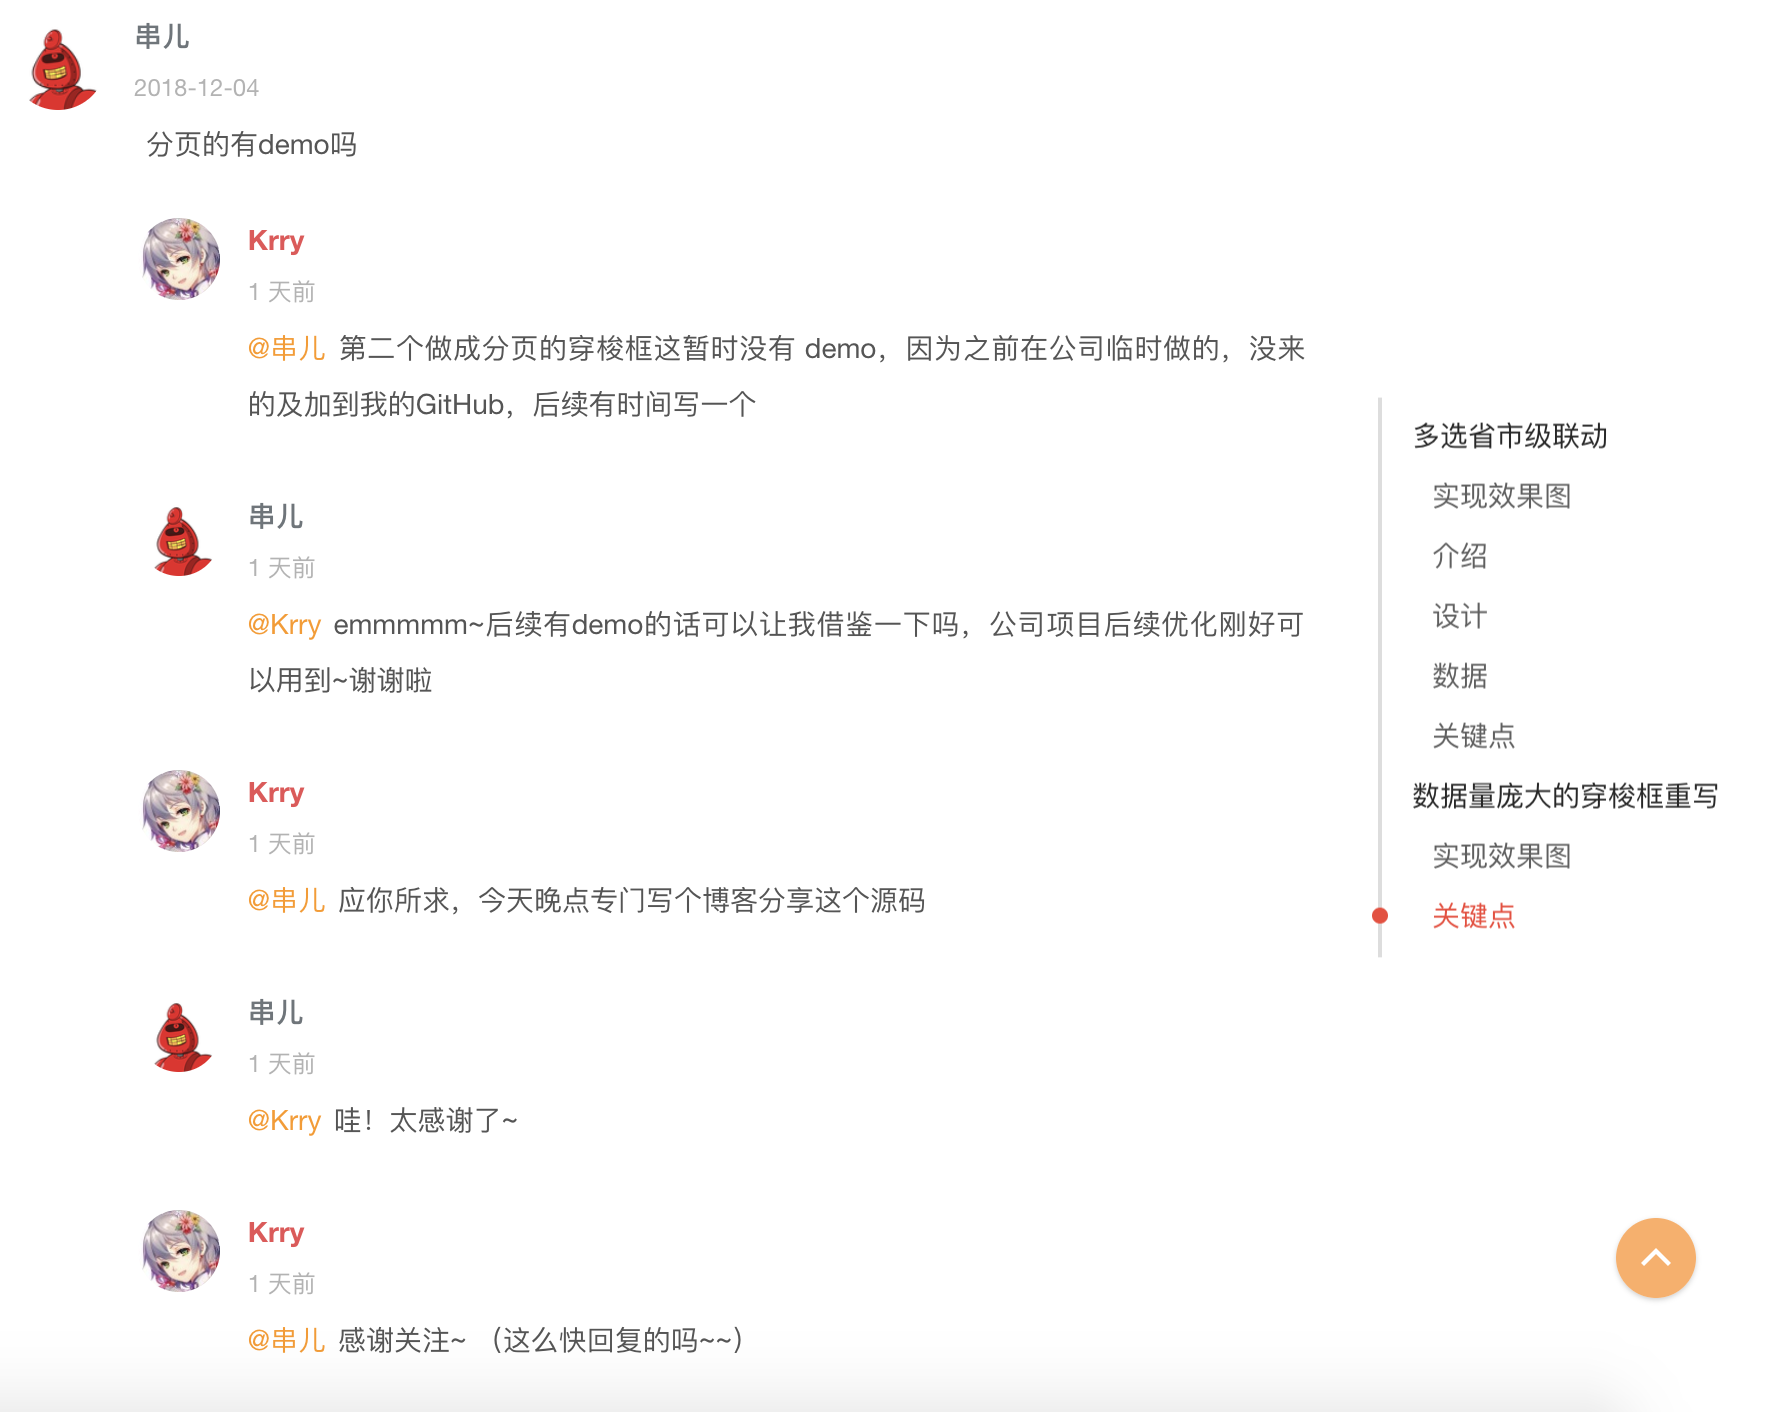 串儿
2018-12-04
分页的有demo吗
Krry
1 天前
@串儿 第二个做成分页的穿梭框这暂时没有 demo，因为之前在公司临时做的，没来
的及加到我的GitHub，后续有时间写一个
串儿
1 天前
@Krry emmmmm~后续有demo的话可以让我借鉴一下吗，公司项目后续优化刚好可
以用到~谢谢啦
Krry
1 天前
@串儿 应你所求，今天晚点专门写个博客分享这个源码
串儿
1 天前
@Krry 哇！太感谢了~
Krry
1 天前
@串儿 感谢关注~ （这么快回复的吗~~）
多选省市级联动
实现效果图
介绍
设计
数据
关键点
数据量庞大的穿梭框重写
实现效果图
关键点